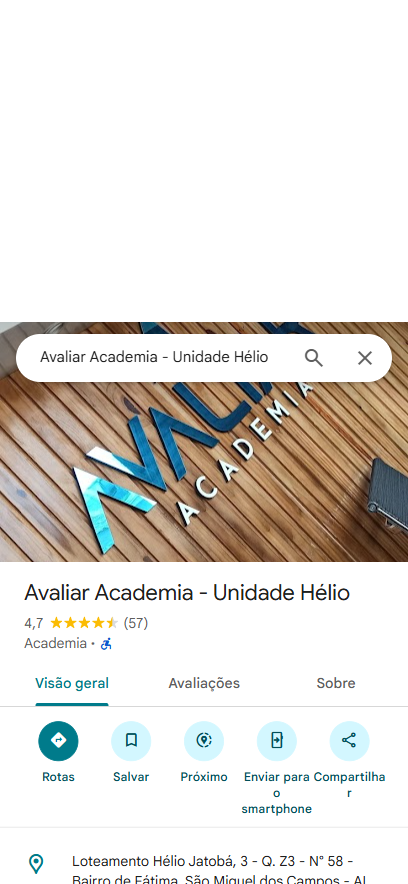 Avaliar Academia - Unidade Hélio
AVALIAR
ACADEMIA
Avaliar Academia - Unidade Hélio
4,7 (57)
Academia ·
Visão geral
Avaliações
Sobre
Rotas
Salvar
Próximo
Enviar para o smartphone
Compartilhar
Loteamento Hélio Jatobá, 3 - Q. Z3 - N° 58 -
Bairro de Fátima, São Miguel dos Campos - AL